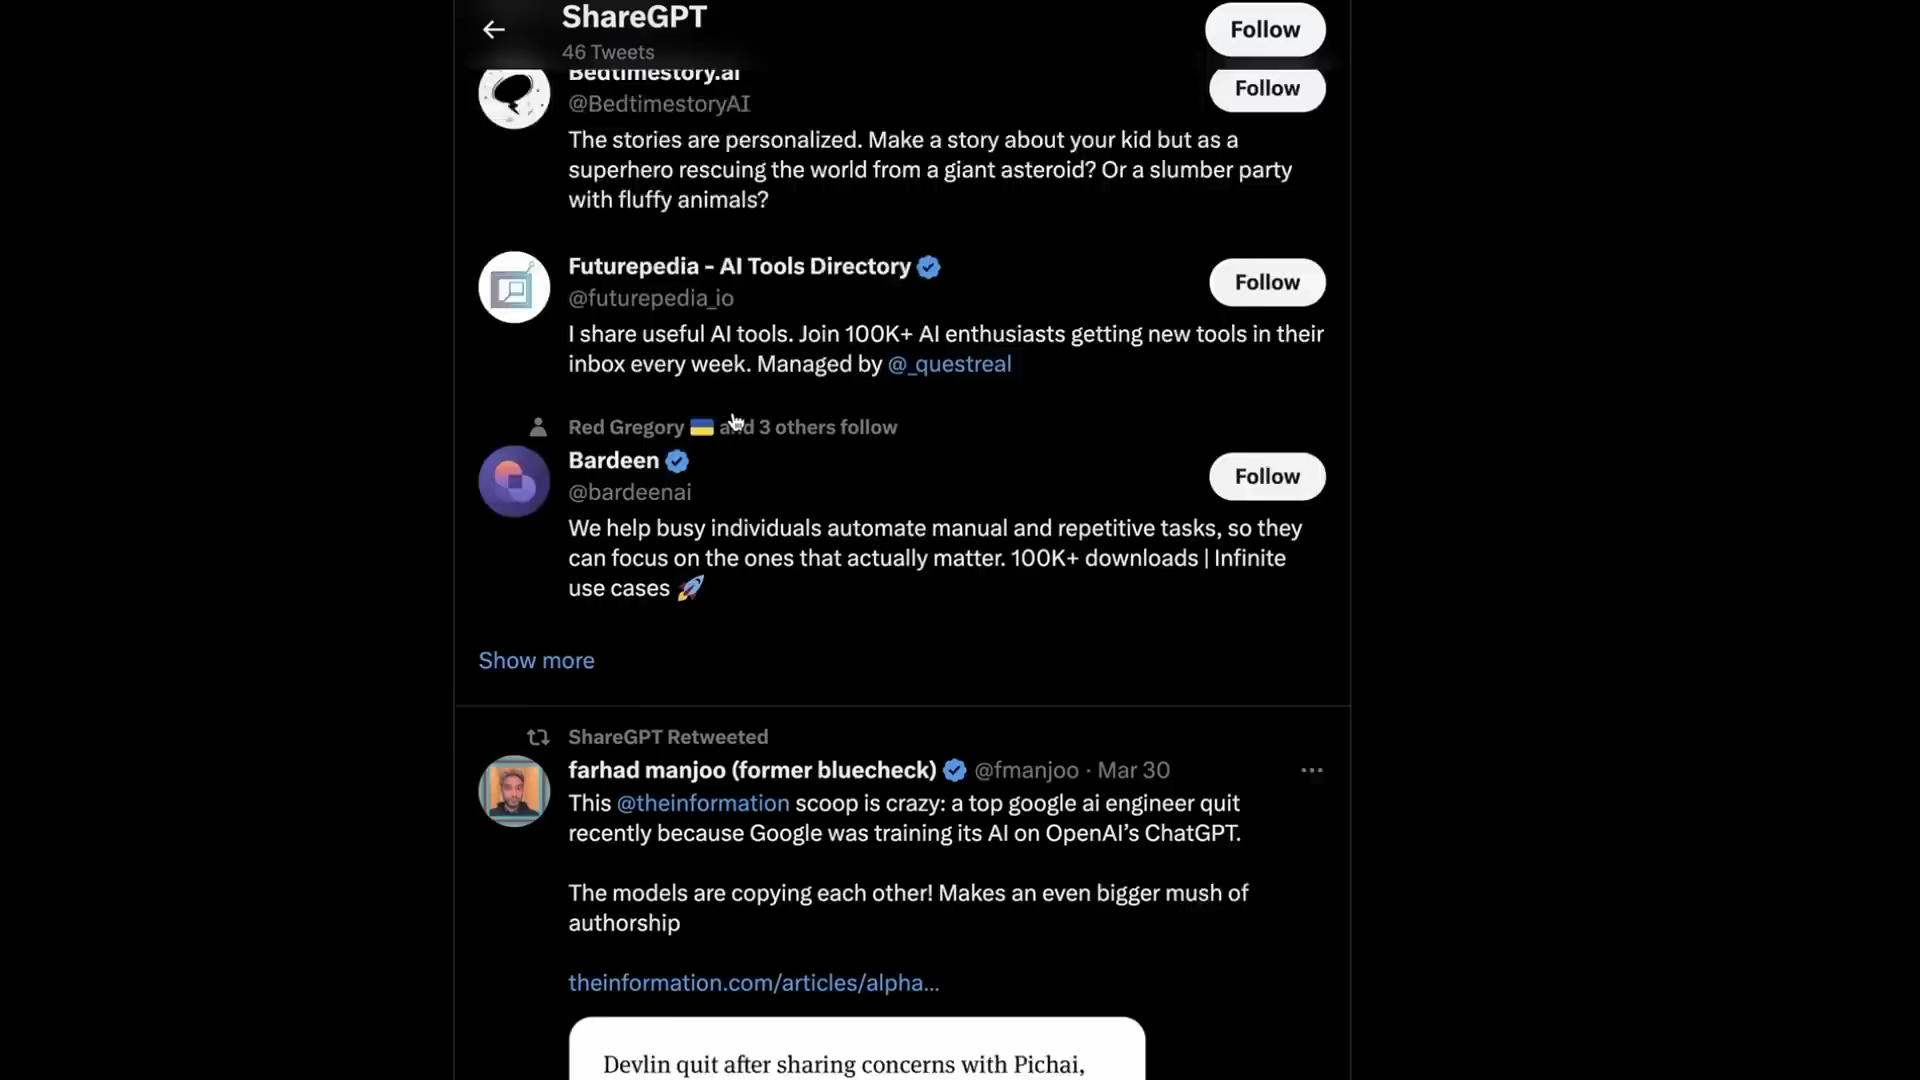 ShareGPT
46 Tweets
Follow
Bedtimestory.ai
@BedtimestoryAI
Follow
The stories are personalized. Make a story about your kid but as a
superhero rescuing the world from a giant asteroid? Or a slumber party
with fluffy animals?
Futurepedia - AI Tools Directory
@futurepedia_io
Follow
I share useful AI tools. Join 100K+ AI enthusiasts getting new tools in their
inbox every week. Managed by @_questreal
Red Gregory 🇺🇦 and 3 others follow
Bardeen
@bardeenai
Follow
We help busy individuals automate manual and repetitive tasks, so they
can focus on the ones that actually matter. 100K+ downloads | Infinite
use cases 🚀
Show more
ShareGPT Retweeted
farhad manjoo (former bluecheck) @fmanjoo · Mar 30
This @theinformation scoop is crazy: a top google ai engineer quit
recently because Google was training its AI on OpenAI’s ChatGPT.
The models are copying each other! Makes an even bigger mush of
authorship
theinformation.com/articles/alpha...
Devlin quit after sharing concerns with Pichai,